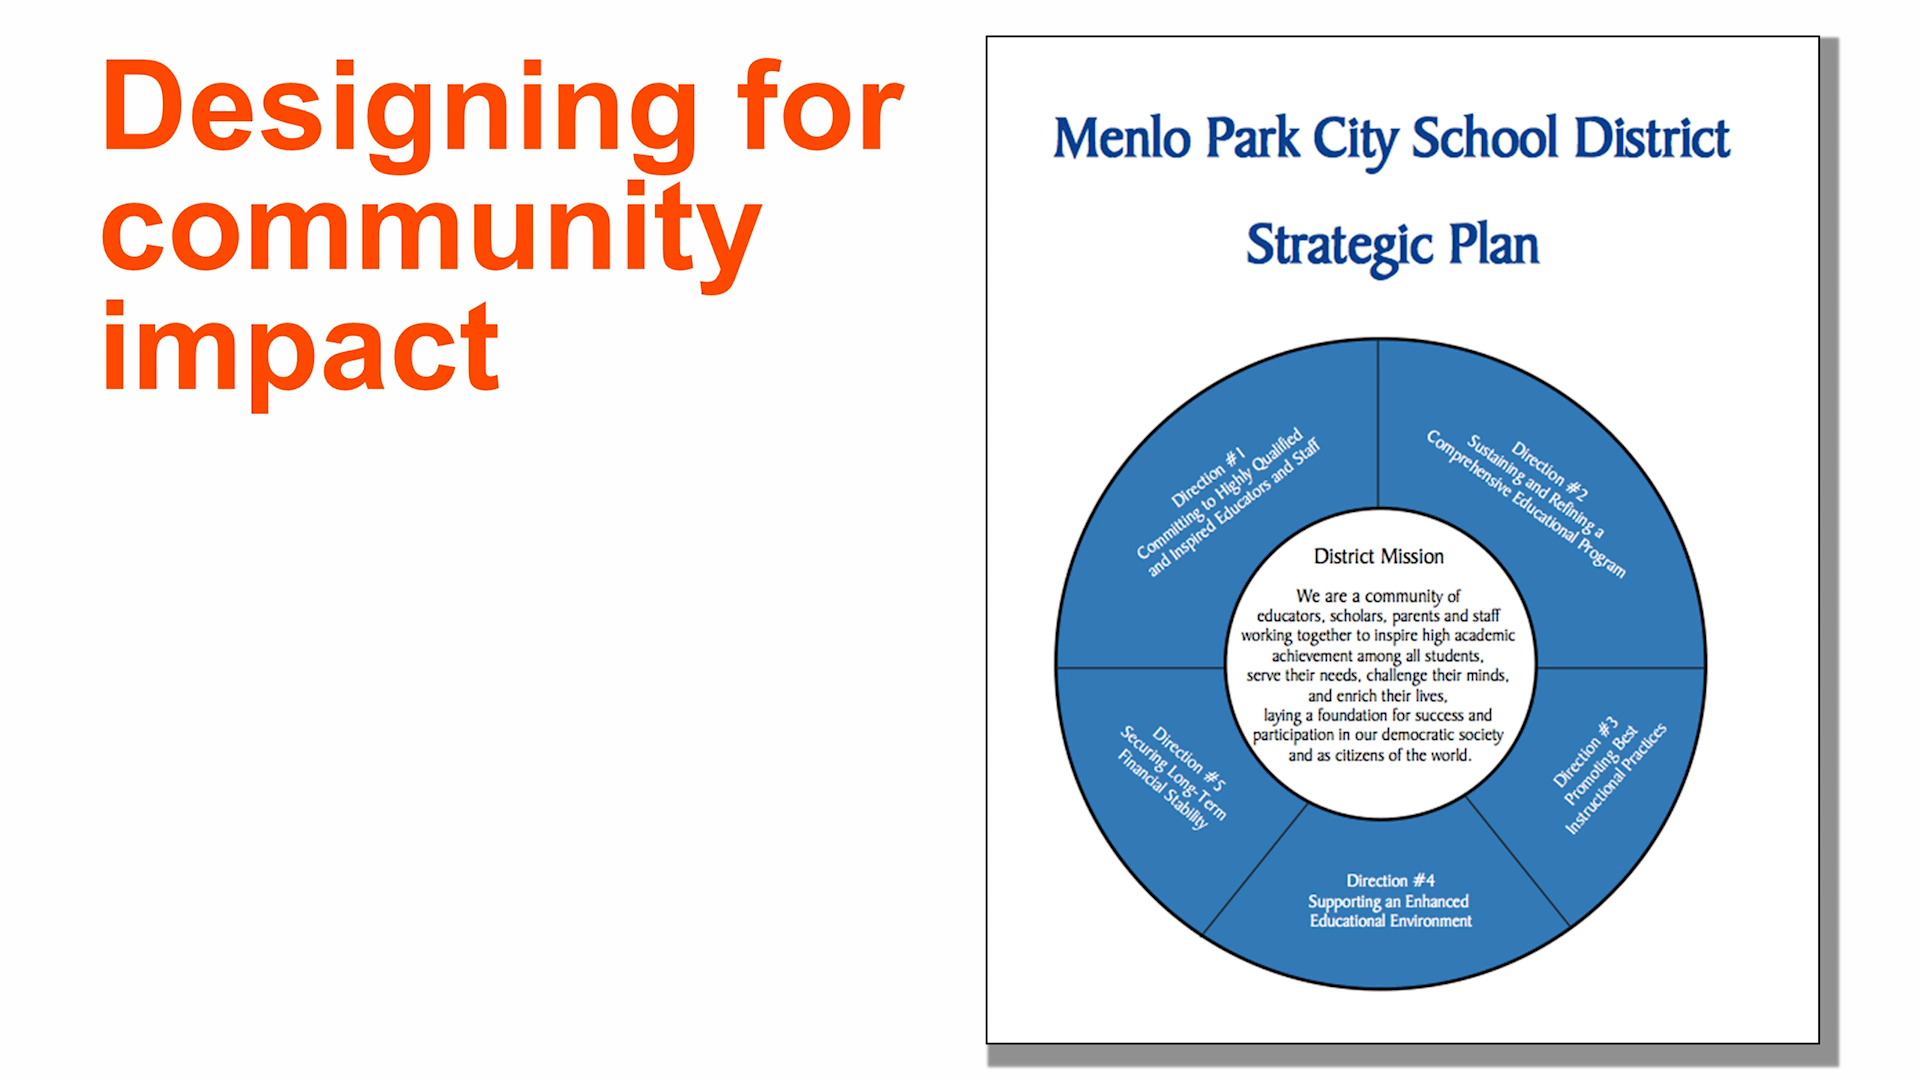 Designing for
community
impact
Menlo Park City School District
Strategic Plan
Direction #1
Committing to Highly Qualified
and Inspired Educators and Staff
Direction #2
Sustaining and Refining a
Comprehensive Educational Program
District Mission
We are a community of
educators, scholars, parents and staff
working together to inspire high academic
achievement among all students,
serve their needs, challenge their minds,
and enrich their lives,
laying a foundation for success and
participation in our democratic society
and as citizens of the world.
Direction #3
Promoting Best
Instructional Practices
Direction #4
Supporting an Enhanced
Educational Environment
Direction #5
Securing Long-Term
Financial Stability